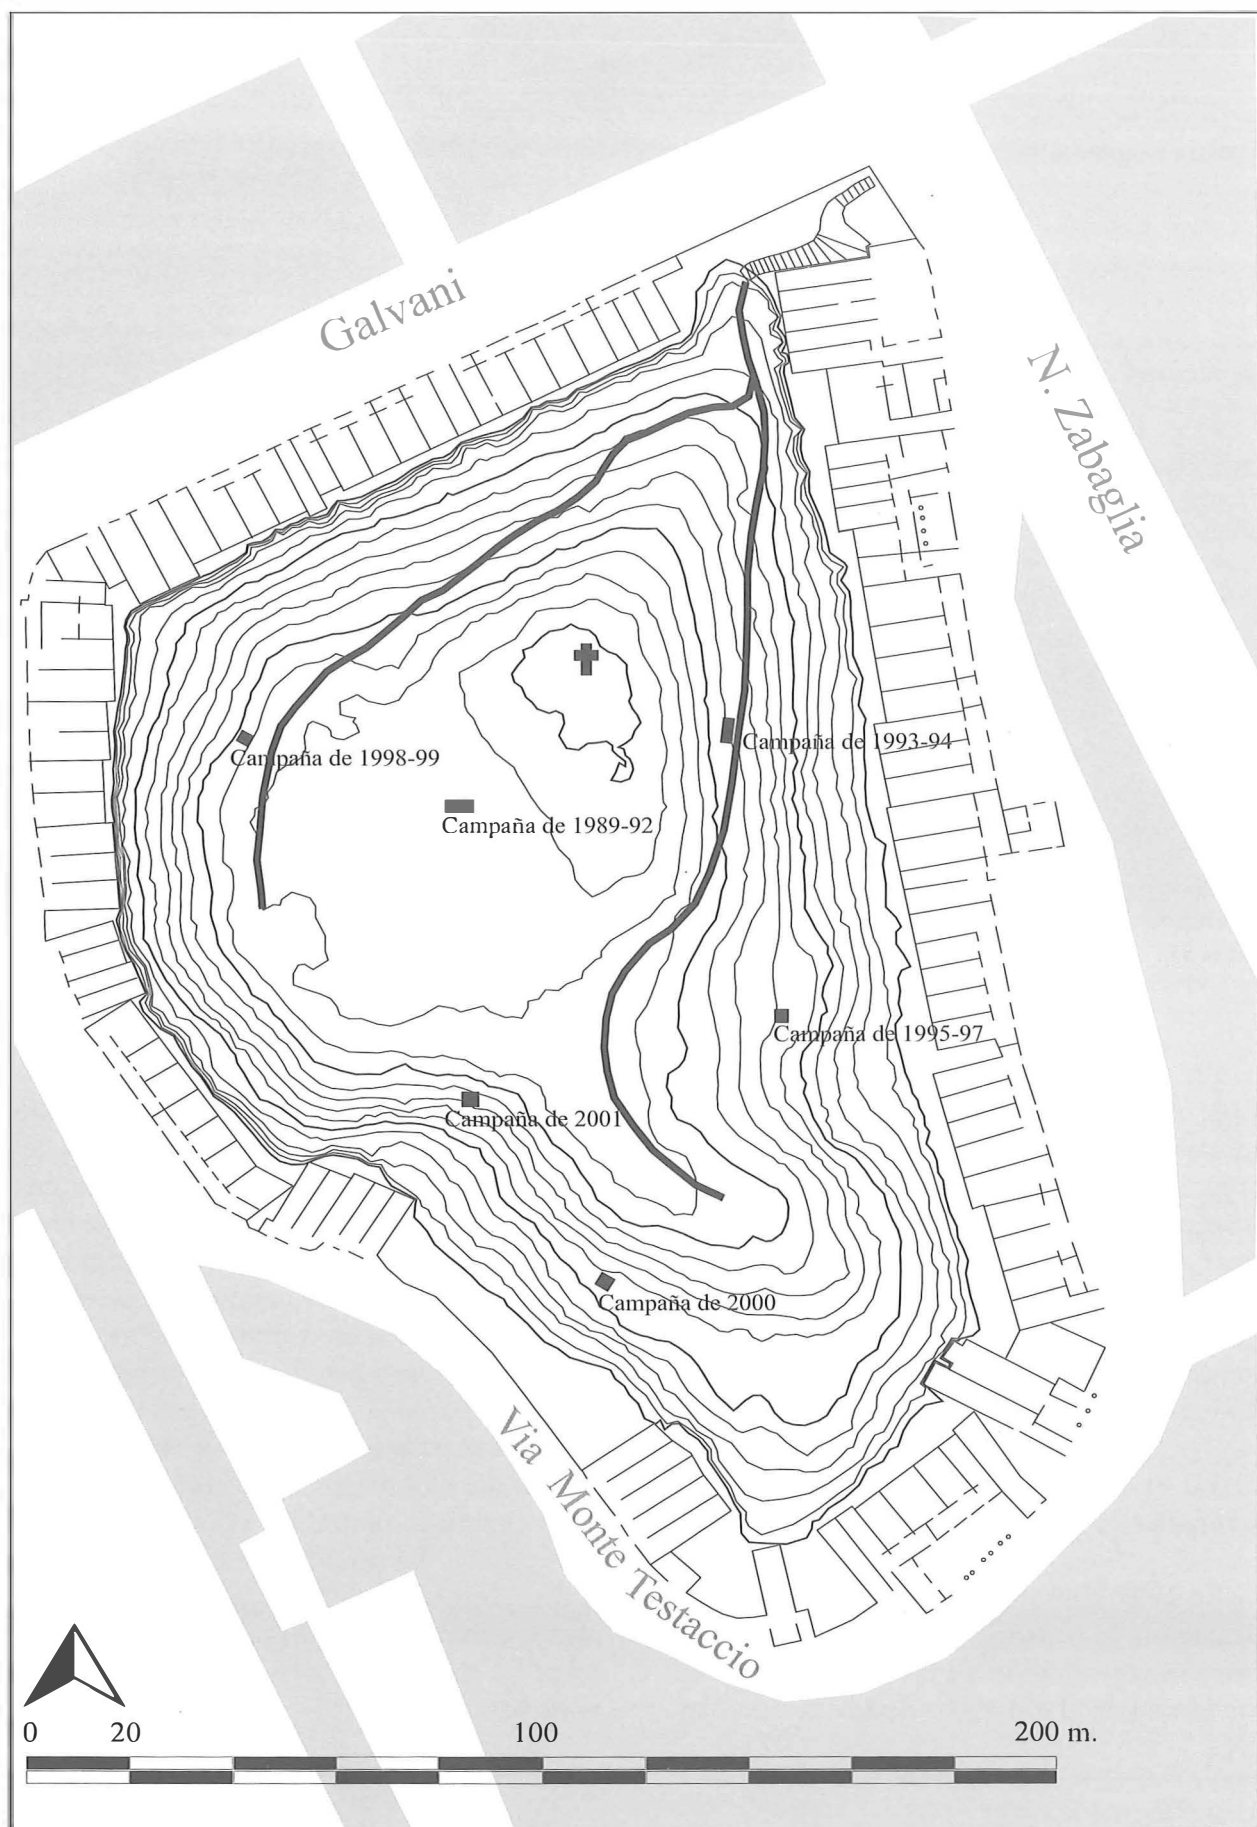 Galvani
N. Zabaglia
Campaña de 1998-99
Campaña de 1993-94
Campaña de 1989-92
Campaña de 1995-97
Campaña de 2001
Campaña de 2000
Via Monte Testaccio
0 20 100 200 m.